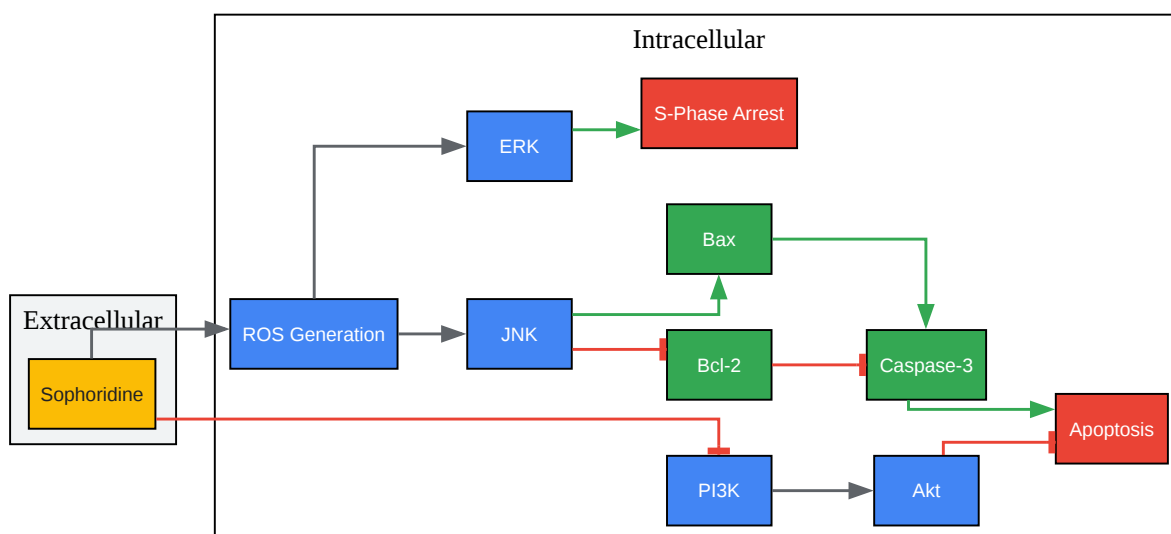 Intracellular
S-Phase Arrest
ERK
Bax
Extracellular
ROS Generation
JNK
Bcl-2
Caspase-3
Sophoridine
Apoptosis
PI3K
Akt